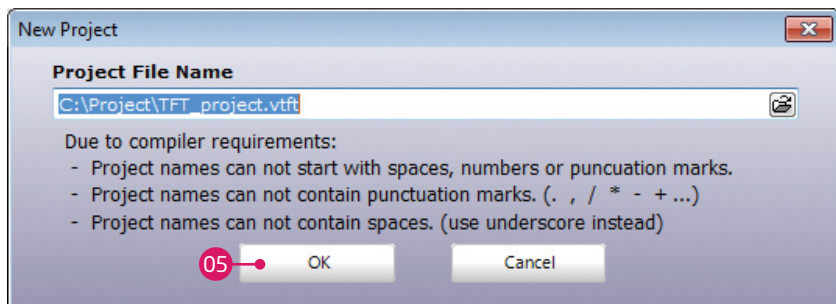 New Project
Project File Name
C:\Project\TFT_project.vtft
Due to compiler requirements:
- Project names can not start with spaces, numbers or puncuation marks.
- Project names can not contain punctuation marks. (. , / * - + ...)
- Project names can not contain spaces. (use underscore instead)
05 OK Cancel